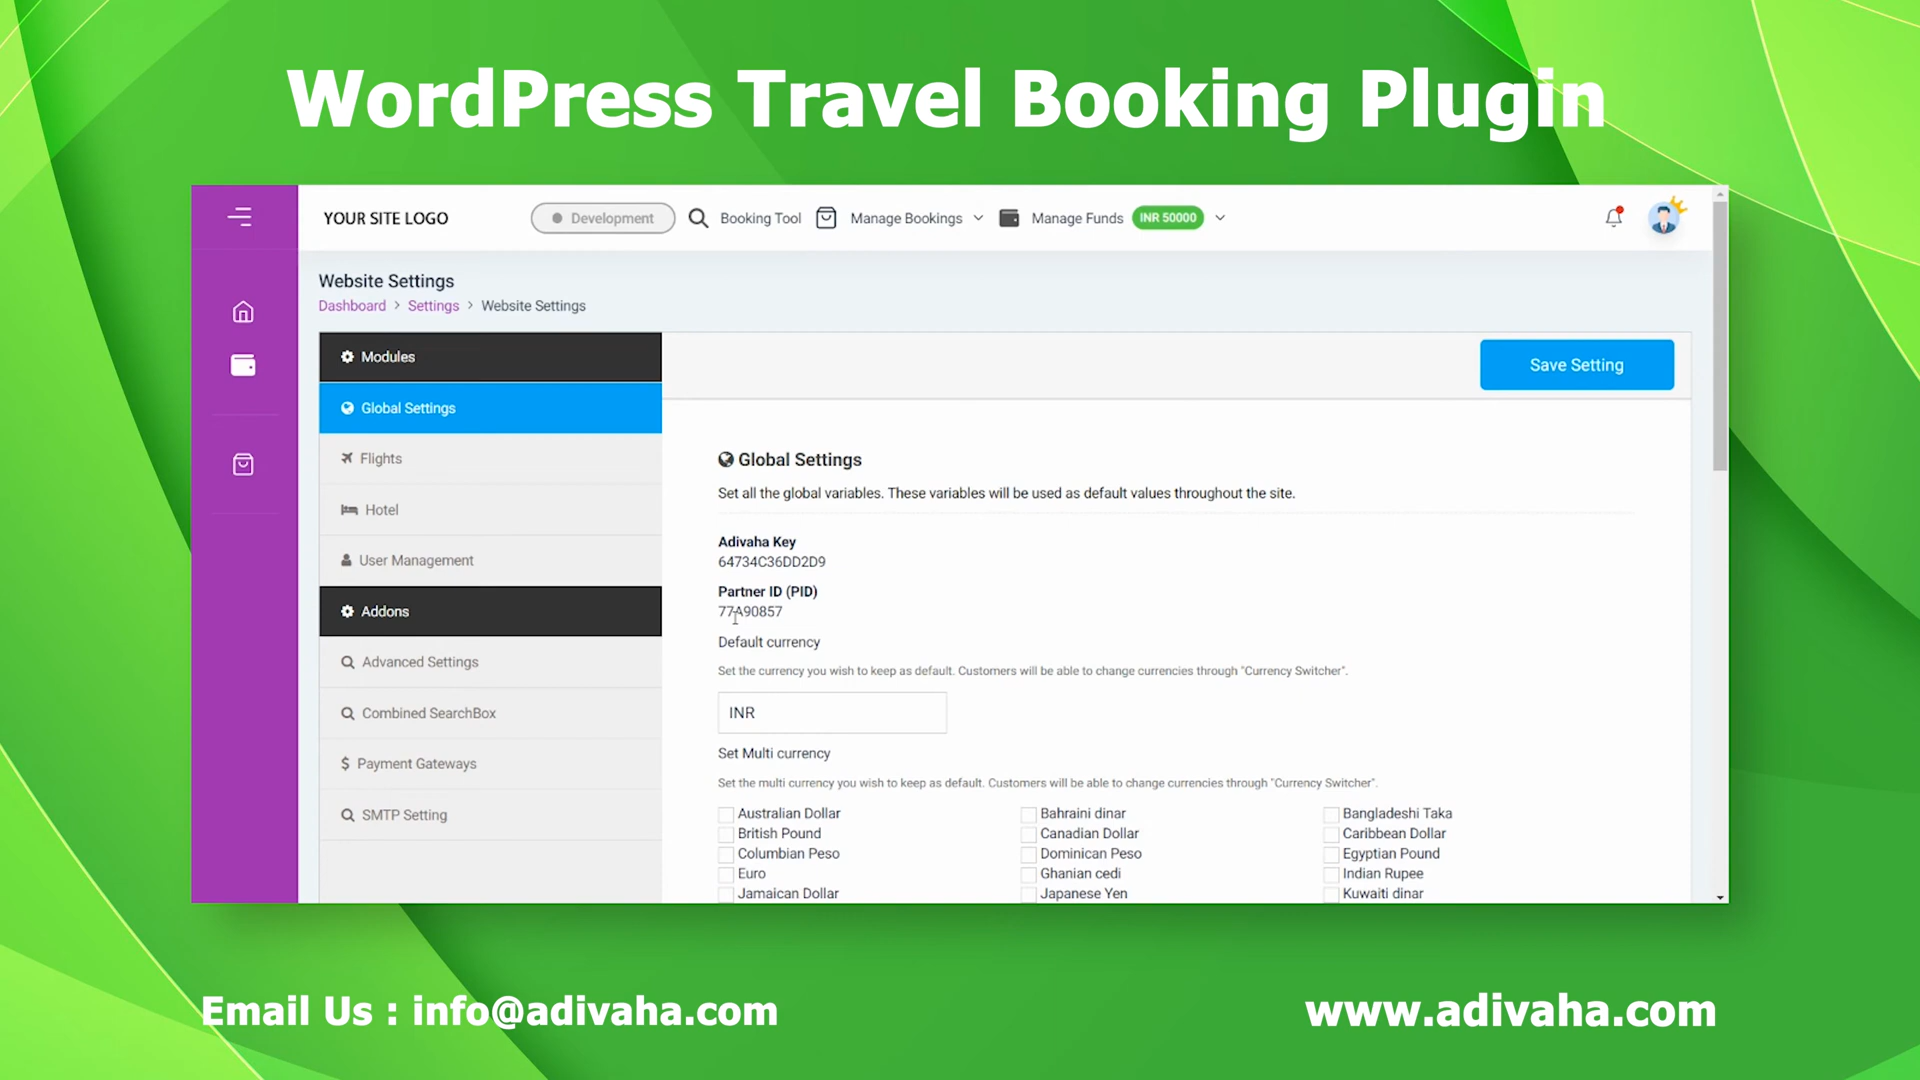 WordPress Travel Booking Plugin
YOUR SITE LOGO
Development
Booking Tool
Manage Bookings
Manage Funds
INR 50000
Website Settings
Dashboard > Settings > Website Settings
Modules
Save Setting
Global Settings
Flights
Hotel
User Management
Addons
Advanced Settings
Combined SearchBox
Payment Gateways
SMTP Setting
Global Settings
Set all the global variables. These variables will be used as default values throughout the site.
Adivaha Key
64734C36DD2D9
Partner ID (PID)
77A90857
Default currency
Set the currency you wish to keep as default. Customers will be able to change currencies through "Currency Switcher".
INR
Set Multi currency
Set the multi currency you wish to keep as default. Customers will be able to change currencies through "Currency Switcher".
Australian Dollar Bahraini dinar Bangladeshi Taka
British Pound Canadian Dollar Caribbean Dollar
Columbian Peso Dominican Peso Egyptian Pound
Euro Ghanian cedi Indian Rupee
Jamaican Dollar Japanese Yen Kuwaiti dinar
Email Us : info@adivaha.com
www.adivaha.com